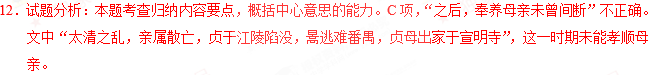 12．试题分析：本题考查归纳内容要点，概括中心意思的能力。C 项，“之后，奉养母亲未曾间断”不正确。
文中“太清之乱，亲属散亡，贞于江陵陷没，暠逃难番禺，贞母出家于宣明寺”，这一时期未能孝顺母
亲。